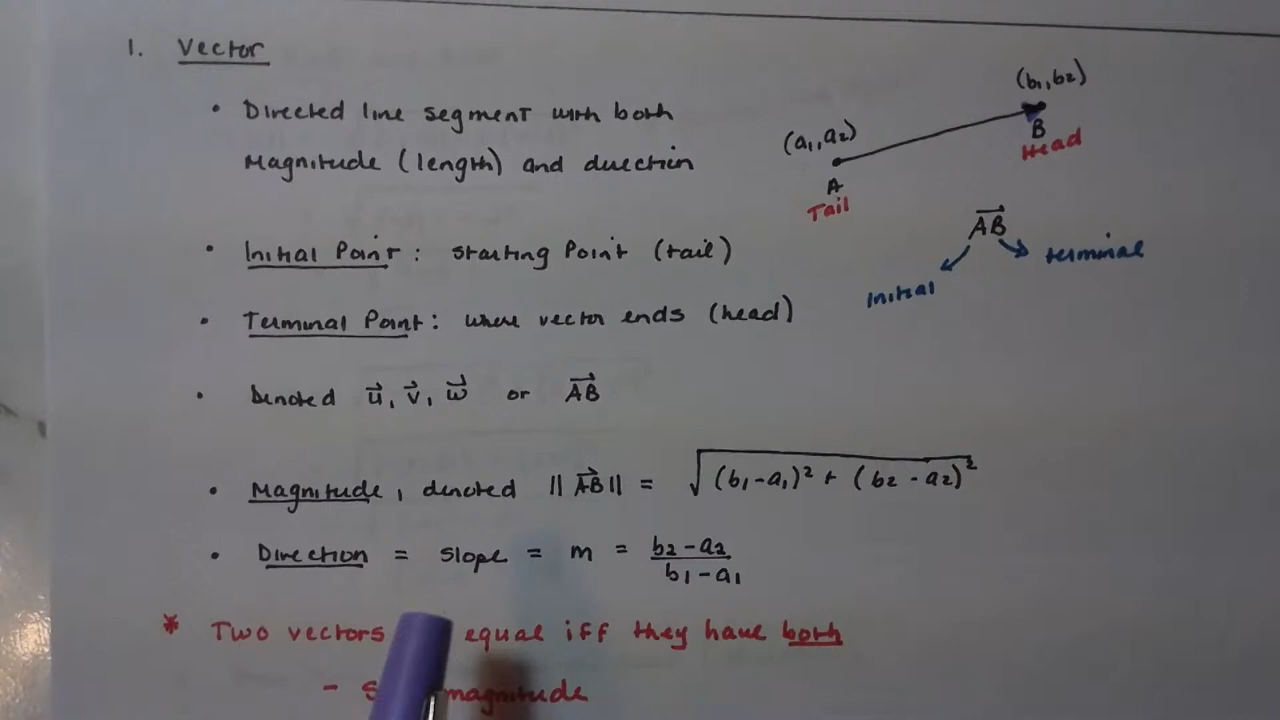 1. Vector
• Directed line segment with both
Magnitude (length) and direction
(a₁, a₂)
A
Tail
(b₁, b₂)
B
Head
• Initial Point : starting Point (tail)
• Terminal Point : where vector ends (head)
AB⃗
Initial
terminal
• Denoted u⃗, v⃗, w⃗ or AB⃗
• Magnitude, denoted ||AB⃗|| = √((b₁-a₁)² + (b₂-a₂)²)
• Direction = slope = m = (b₂-a₂)/(b₁-a₁)
* Two vectors equal iff they have both
- magnitude